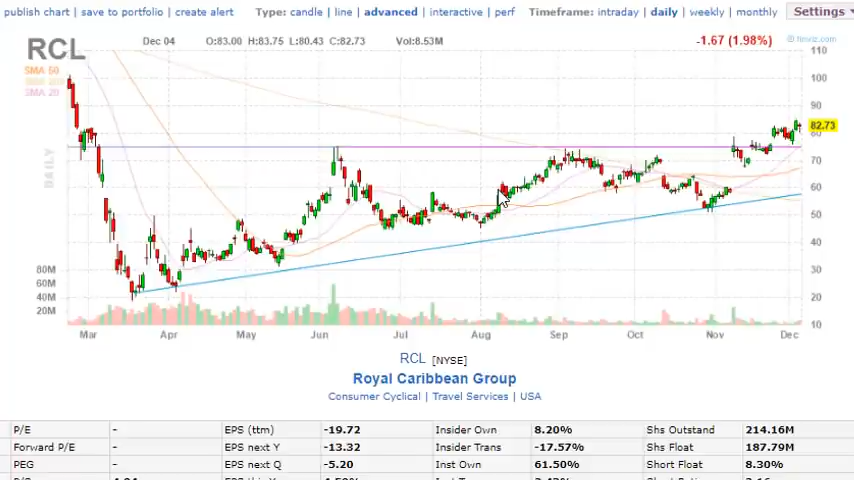 publish chart | save to portfolio | create alert Type: candle | line | advanced | interactive | perf Timeframe: intraday | daily | weekly | monthly Settings
RCL Dec 04 O:83.00 H:83.75 L:80.43 C:82.73 Vol:8.53M -1.67 (1.98%) © finviz.com
SMA 50
SMA 200
SMA 20
DAILY
110
100
90
82.73
80
70
60
50
40
30
20
10
80M
60M
40M
20M
Mar Apr May Jun Jul Aug Sep Oct Nov Dec
RCL [NYSE]
Royal Caribbean Group
Consumer Cyclical | Travel Services | USA
P/E - EPS (ttm) -19.72 Insider Own 8.20% Shs Outstand 214.16M
Forward P/E - EPS next Y -13.32 Insider Trans -17.57% Shs Float 187.79M
PEG - EPS next Q -5.20 Inst Own 61.50% Short Float 8.30%